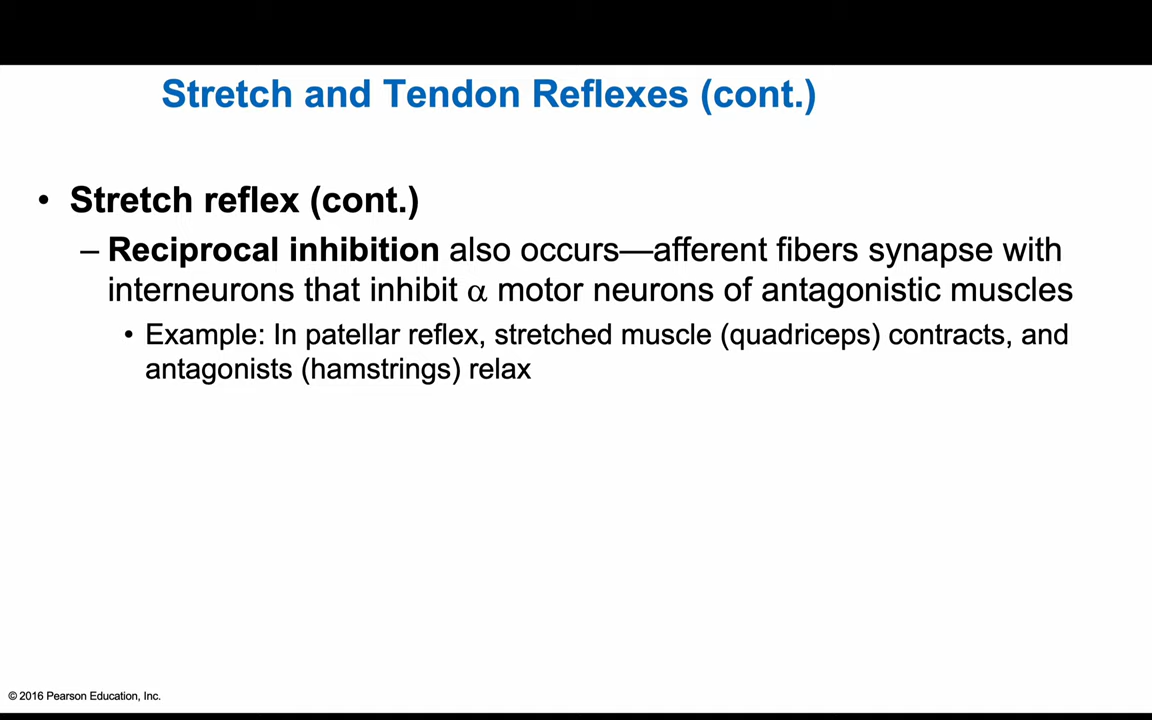 Stretch and Tendon Reflexes (cont.)
• Stretch reflex (cont.)
– Reciprocal inhibition also occurs—afferent fibers synapse with
interneurons that inhibit α motor neurons of antagonistic muscles
• Example: In patellar reflex, stretched muscle (quadriceps) contracts, and
antagonists (hamstrings) relax
© 2016 Pearson Education, Inc.